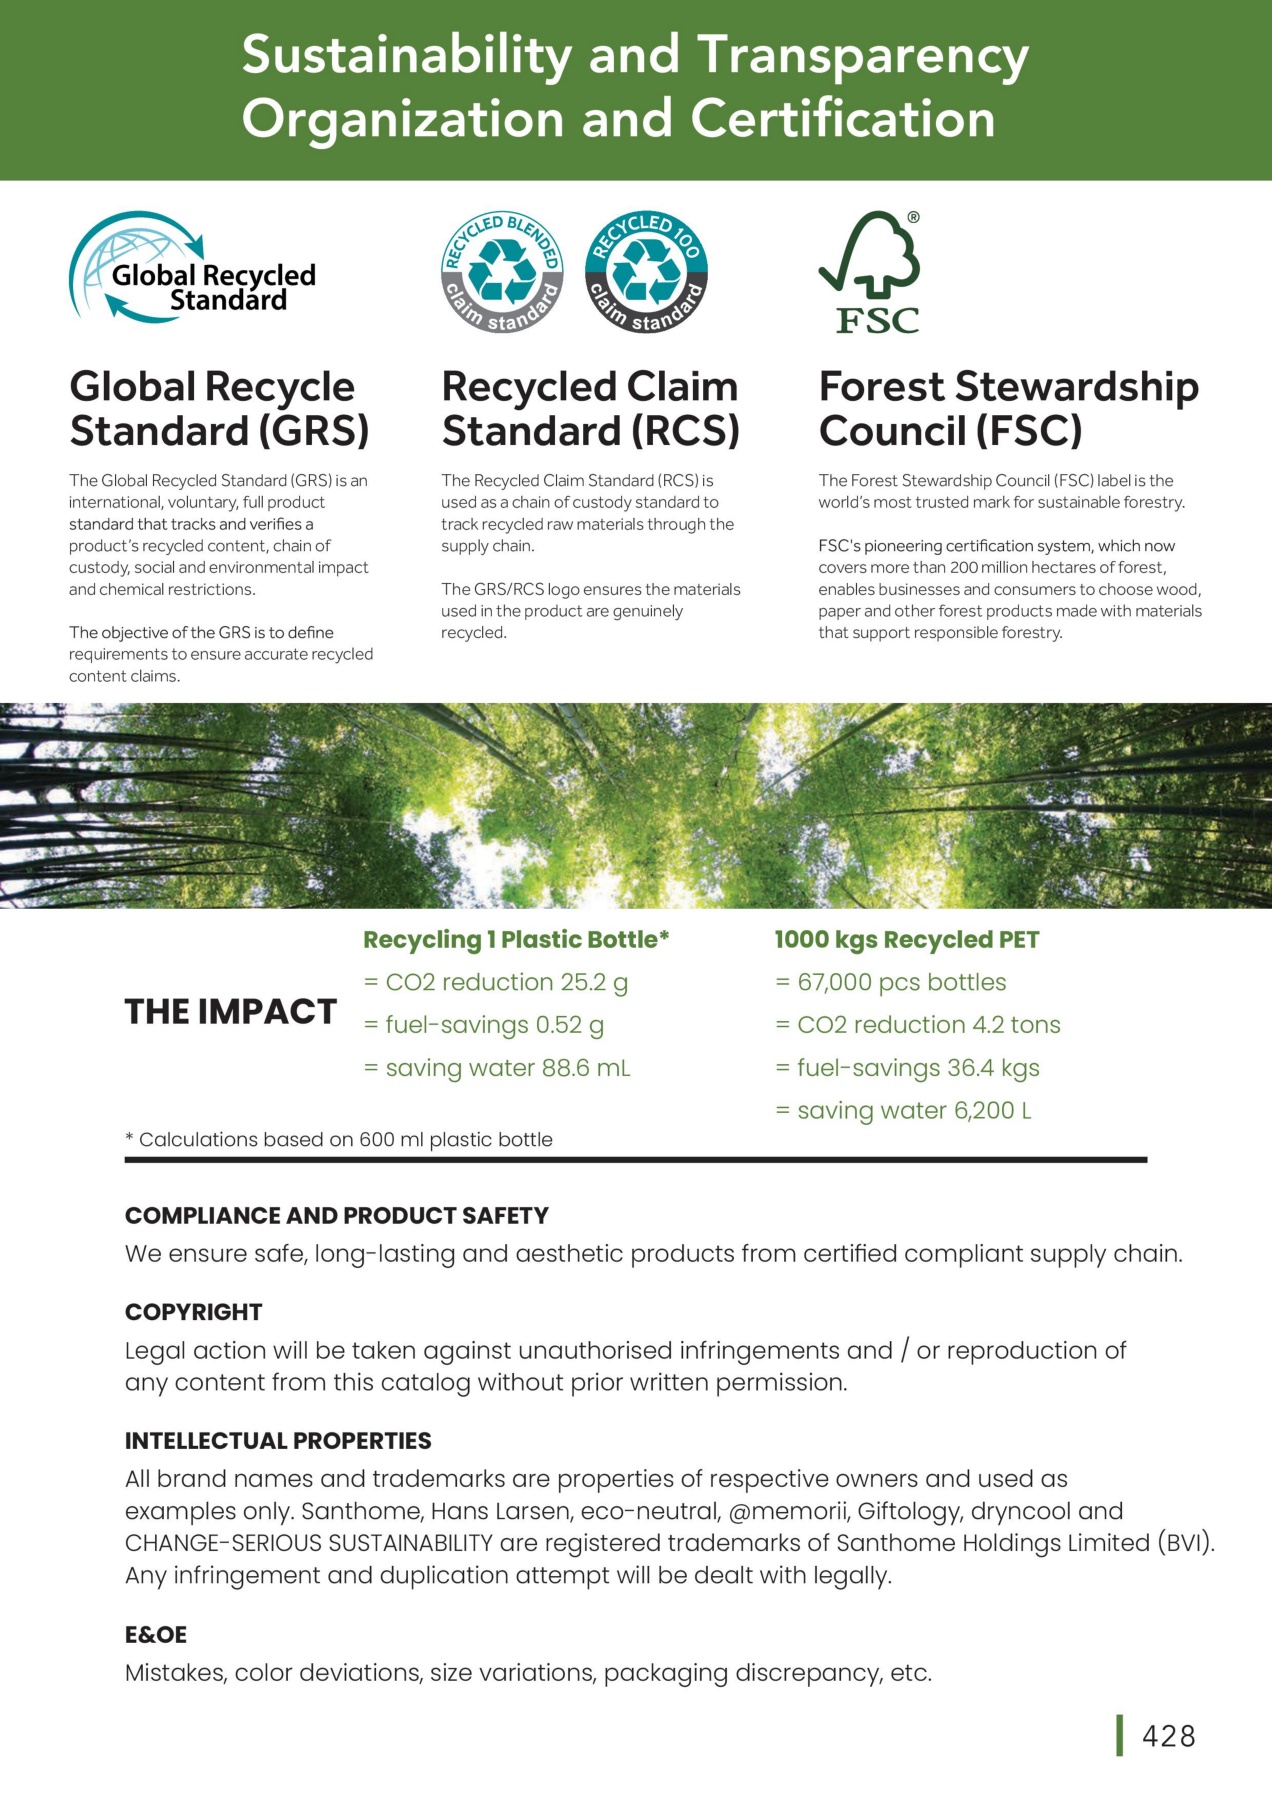 Sustainability and Transparency
Organization and Certification
Global Recycled
Standard
RECYCLED BLENDED
claim standard
RECYCLED 100
claim standard
®
FSC
Global Recycle
Standard (GRS)
The Global Recycled Standard (GRS) is an
international, voluntary, full product
standard that tracks and verifies a
product's recycled content, chain of
custody, social and environmental impact
and chemical restrictions.
The objective of the GRS is to define
requirements to ensure accurate recycled
content claims.
Recycled Claim
Standard (RCS)
The Recycled Claim Standard (RCS) is
used as a chain of custody standard to
track recycled raw materials through the
supply chain.
The GRS/RCS logo ensures the materials
used in the product are genuinely
recycled.
Forest Stewardship
Council (FSC)
The Forest Stewardship Council (FSC) label is the
world's most trusted mark for sustainable forestry.
FSC's pioneering certification system, which now
covers more than 200 million hectares of forest,
enables businesses and consumers to choose wood,
paper and other forest products made with materials
that support responsible forestry.
THE IMPACT
Recycling 1 Plastic Bottle*
= CO2 reduction 25.2 g
= fuel-savings 0.52 g
= saving water 88.6 mL
1000 kgs Recycled PET
= 67,000 pcs bottles
= CO2 reduction 4.2 tons
= fuel-savings 36.4 kgs
= saving water 6,200 L
* Calculations based on 600 ml plastic bottle
COMPLIANCE AND PRODUCT SAFETY
We ensure safe, long-lasting and aesthetic products from certified compliant supply chain.
COPYRIGHT
Legal action will be taken against unauthorised infringements and / or reproduction of
any content from this catalog without prior written permission.
INTELLECTUAL PROPERTIES
All brand names and trademarks are properties of respective owners and used as
examples only. Santhome, Hans Larsen, eco-neutral, @memorii, Giftology, dryncool and
CHANGE-SERIOUS SUSTAINABILITY are registered trademarks of Santhome Holdings Limited (BVI).
Any infringement and duplication attempt will be dealt with legally.
E&OE
Mistakes, color deviations, size variations, packaging discrepancy, etc.
428